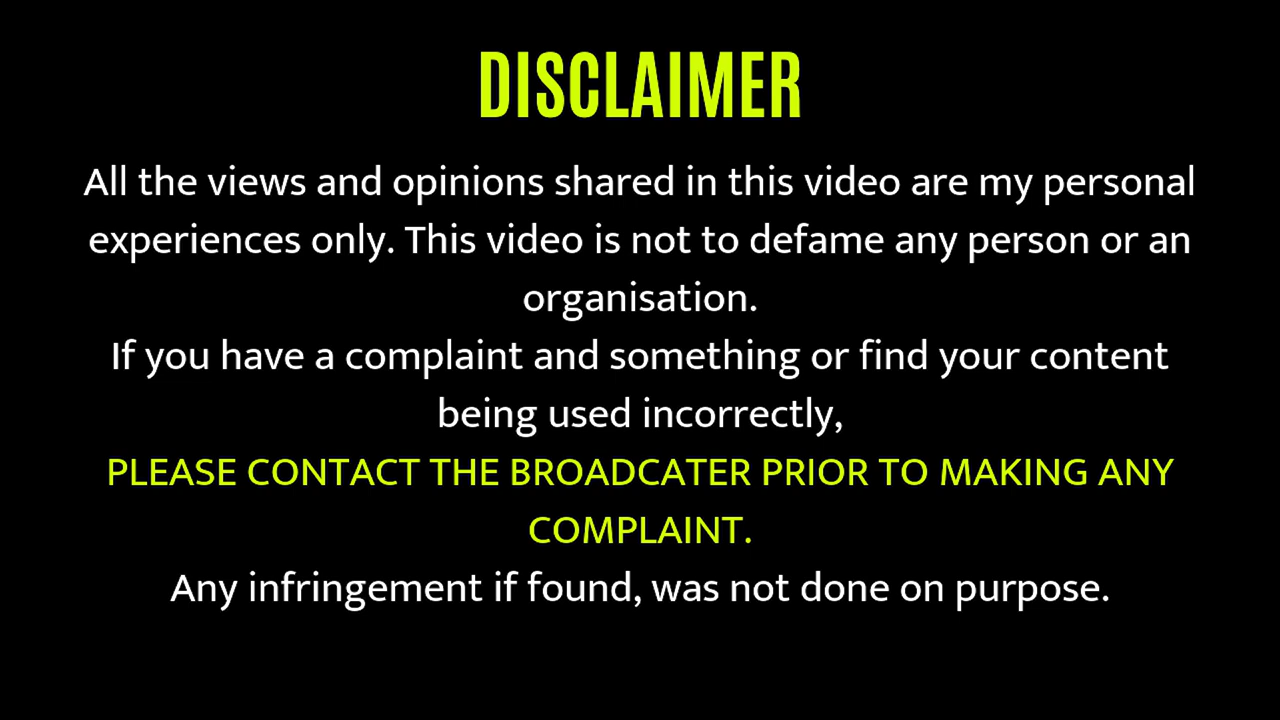 DISCLAIMER
All the views and opinions shared in this video are my personal
experiences only. This video is not to defame any person or an
organisation.
If you have a complaint and something or find your content
being used incorrectly,
PLEASE CONTACT THE BROADCATER PRIOR TO MAKING ANY
COMPLAINT.
Any infringement if found, was not done on purpose.